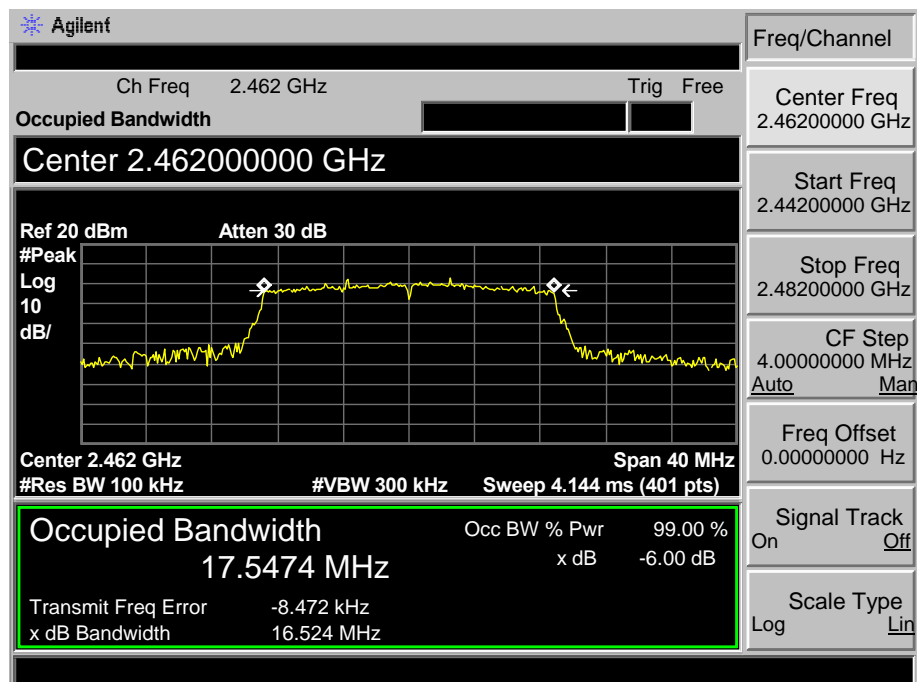 Agilent
Freq/Channel
Ch Freq 2.462 GHz Trig Free
Occupied Bandwidth
Center 2.462000000 GHz
Ref 20 dBm Atten 30 dB
#Peak
Log
10
dB/
Center 2.462 GHz Span 40 MHz
#Res BW 100 kHz #VBW 300 kHz Sweep 4.144 ms (401 pts)
Occupied Bandwidth
17.5474 MHz
Occ BW % Pwr 99.00 %
x dB -6.00 dB
Transmit Freq Error -8.472 kHz
x dB Bandwidth 16.524 MHz
Center Freq
2.46200000 GHz
Start Freq
2.44200000 GHz
Stop Freq
2.48200000 GHz
CF Step
4.00000000 MHz
Auto Man
Freq Offset
0.00000000 Hz
Signal Track
On Off
Scale Type
Log Lin